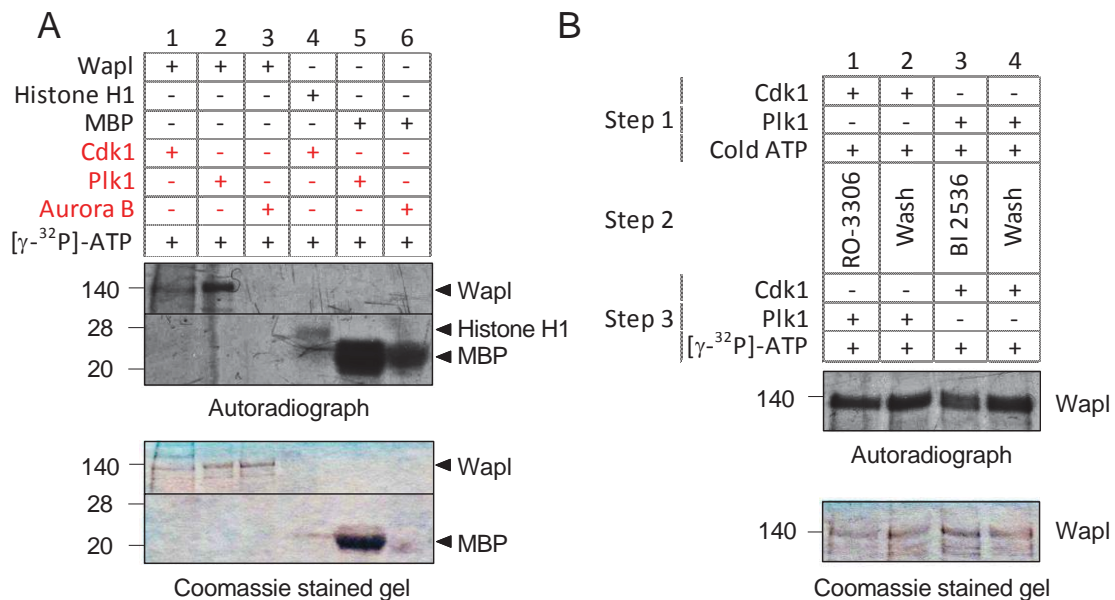 A
1 2 3 4 5 6
Wapl + + + - - -
Histone H1 - - - + - -
MBP - - - - + +
Cdk1 + - - + - -
Plk1 - + - - + -
Aurora B - - + - - +
[γ-³²P]-ATP + + + + + +
140 Wapl
28 Histone H1
20 MBP
Autoradiograph
140 Wapl
28
20 MBP
Coomassie stained gel
B
1 2 3 4
Step 1
Cdk1 + + - -
Plk1 - - + +
Cold ATP + + + +
Step 2
RO-3306 Wash BI 2536 Wash
Step 3
Cdk1 - - + +
Plk1 + + - -
[γ-³²P]-ATP + + + +
140 Wapl
Autoradiograph
140 Wapl
Coomassie stained gel